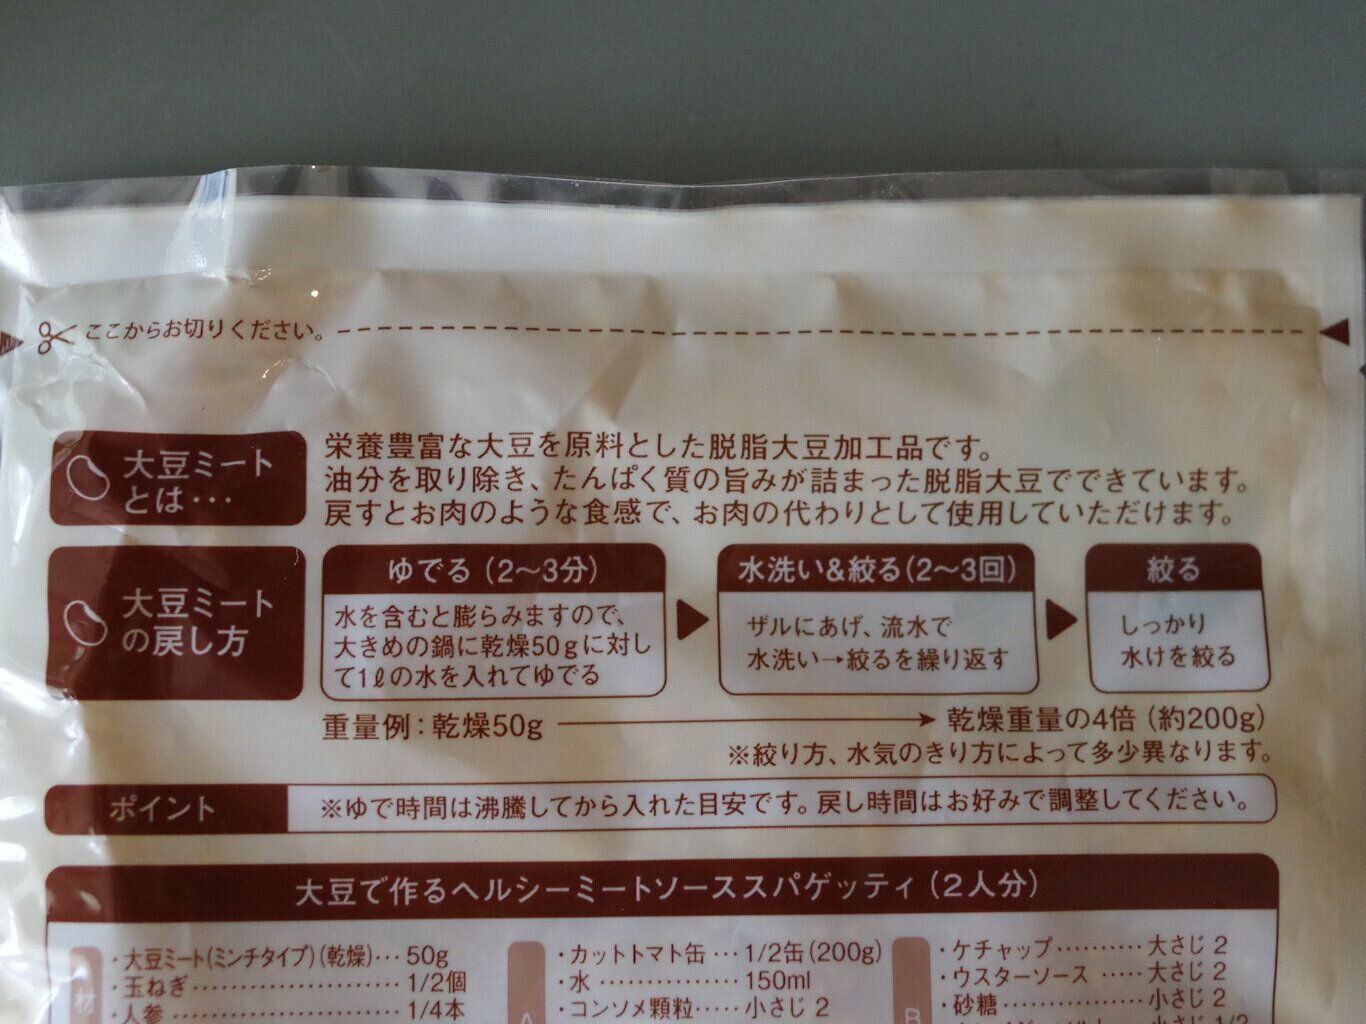 ここからお切りください。
大豆ミート
とは・・・
栄養豊富な大豆を原料とした脱脂大豆加工品です。
油分を取り除き、たんぱく質の旨みが詰まった脱脂大豆でできています。
戻すとお肉のような食感で、お肉の代わりとして使用していただけます。
大豆ミート
の戻し方
ゆでる（2〜3分）
水を含むと膨らみますので、
大きめの鍋に乾燥50gに対し
て1ℓの水を入れてゆでる
水洗い&絞る（2〜3回）
ザルにあげ、流水で
水洗い→絞るを繰り返す
絞る
しっかり
水けを絞る
重量例：乾燥50g → 乾燥重量の4倍（約200g）
※絞り方、水気のきり方によって多少異なります。
ポイント
※ゆで時間は沸騰してから入れた目安です。戻し時間はお好みで調整してください。
大豆で作るヘルシーミートソーススパゲッティ（2人分）
材
・大豆ミート（ミンチタイプ）（乾燥）… 50g
・玉ねぎ…………………… 1/2個
・人参…………………… 1/4本
A
・カットトマト缶… 1/2缶（200g）
・水…………… 150ml
・コンソメ顆粒…… 小さじ 2
B
・ケチャップ………… 大さじ 2
・ウスターソース …… 大さじ 2
・砂糖……………… 小さじ 2
小さじ 1/2